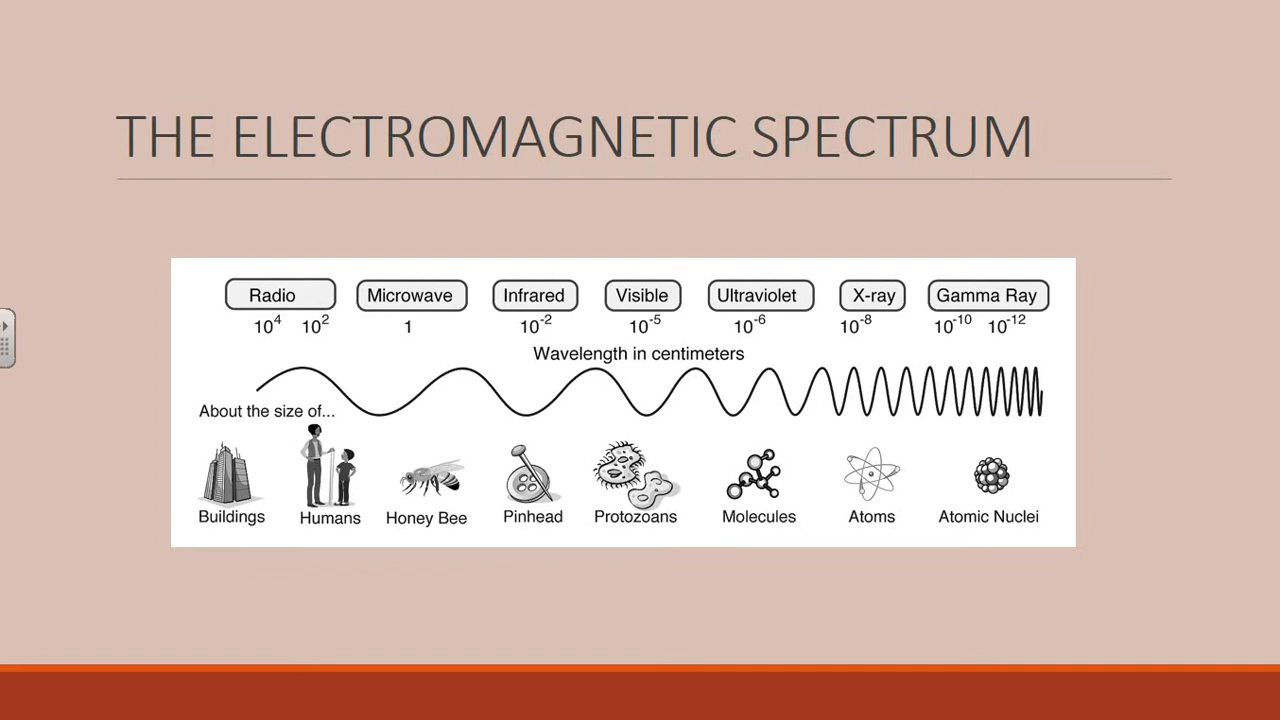 THE ELECTROMAGNETIC SPECTRUM
Radio Microwave Infrared Visible Ultraviolet X-ray Gamma Ray
10⁴ 10² 1 10⁻² 10⁻⁵ 10⁻⁶ 10⁻⁸ 10⁻¹⁰ 10⁻¹²
Wavelength in centimeters
About the size of...
Buildings Humans Honey Bee Pinhead Protozoans Molecules Atoms Atomic Nuclei